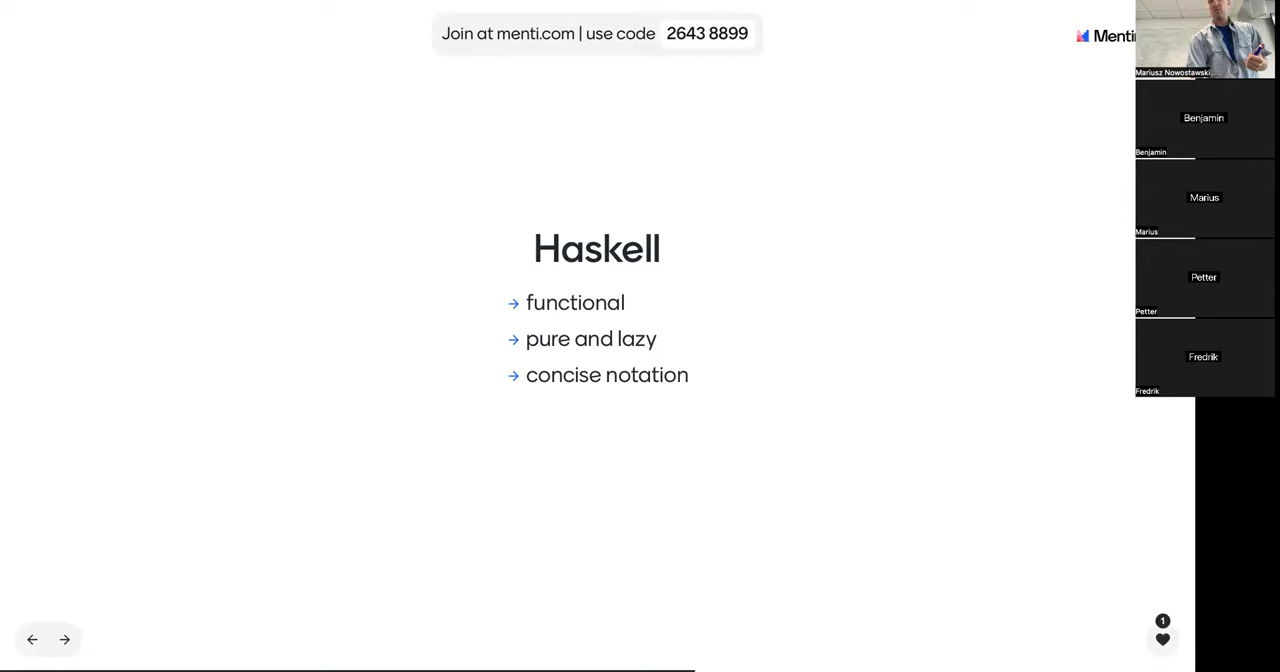 Join at menti.com | use code 2643 8899
Menti
Mariusz Nowostawski
Benjamin
Benjamin
Marius
Marius
Petter
Petter
Fredrik
Fredrik
Haskell
→ functional
→ pure and lazy
→ concise notation
1